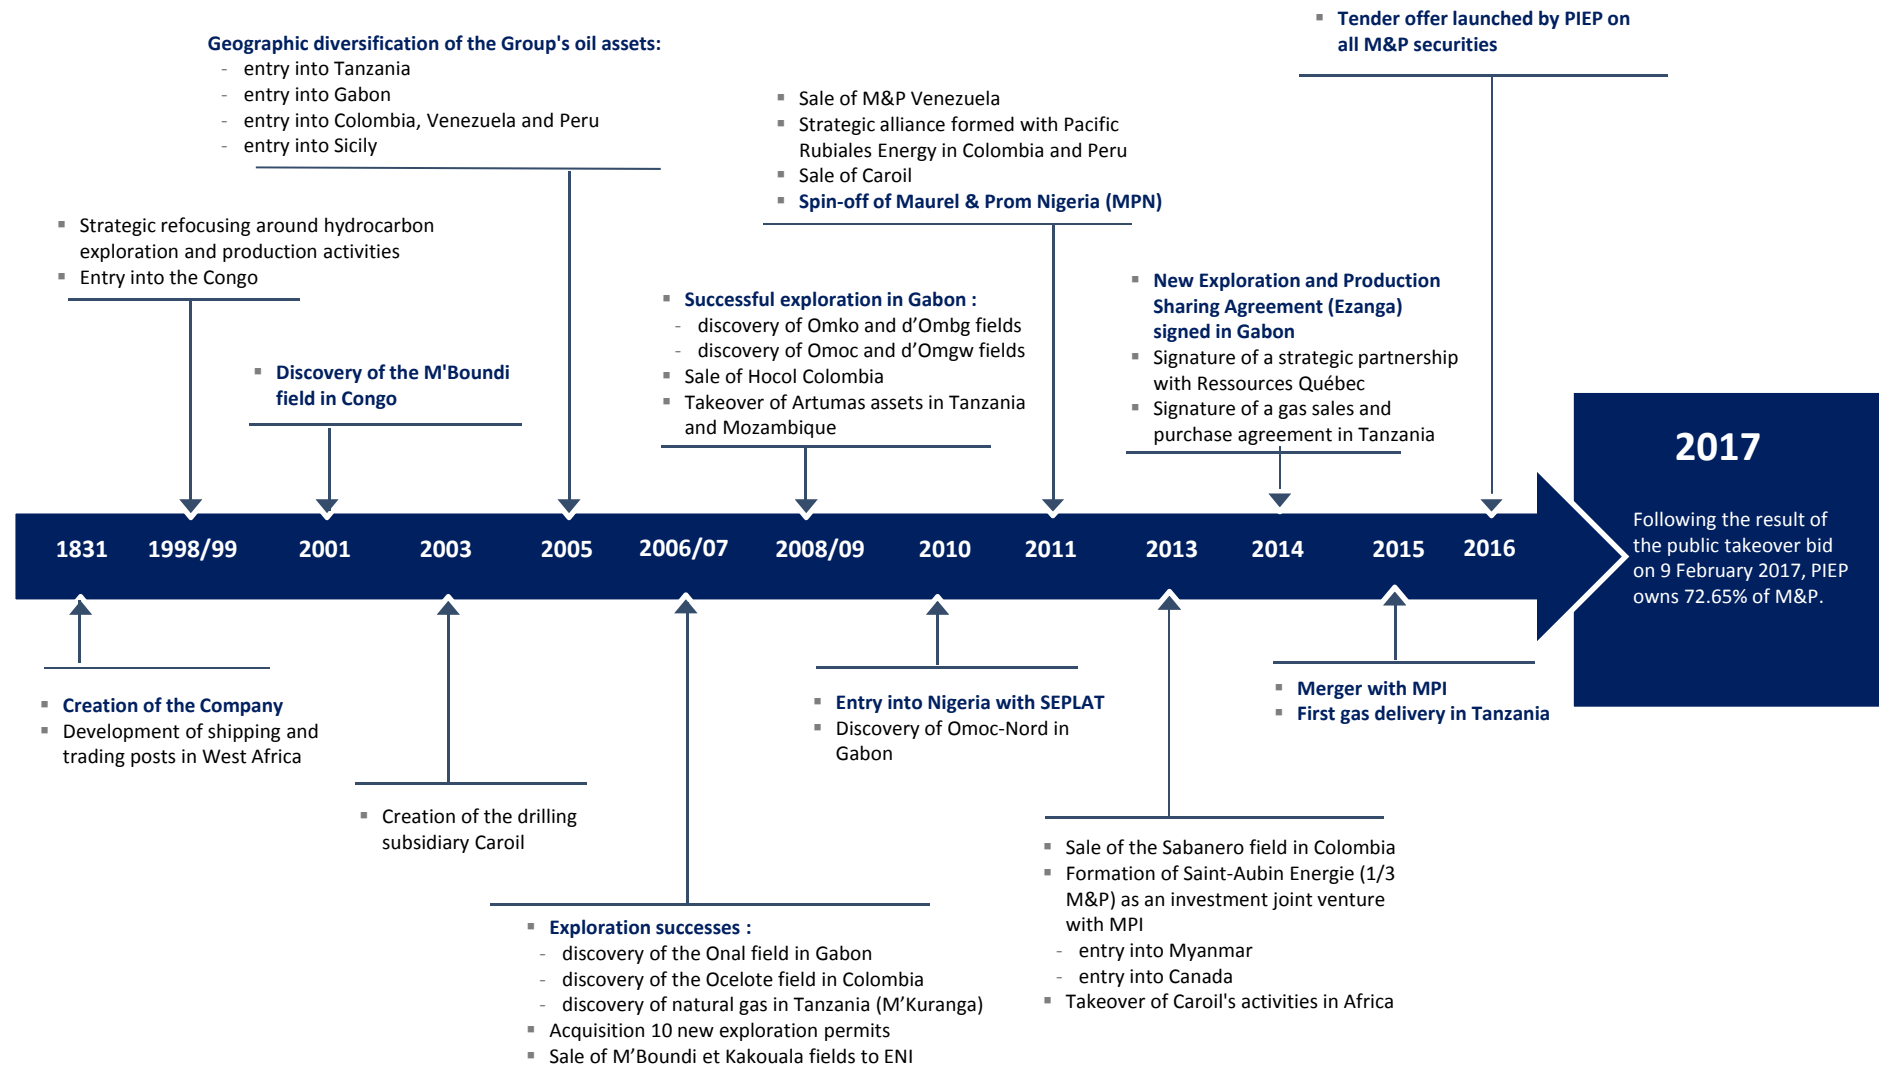 ▪ Tender offer launched by PIEP on
all M&P securities
Geographic diversification of the Group's oil assets:
- entry into Tanzania
- entry into Gabon
- entry into Colombia, Venezuela and Peru
- entry into Sicily
▪ Sale of M&P Venezuela
▪ Strategic alliance formed with Pacific
Rubiales Energy in Colombia and Peru
▪ Sale of Caroil
▪ Spin-off of Maurel & Prom Nigeria (MPN)
▪ Strategic refocusing around hydrocarbon
exploration and production activities
▪ Entry into the Congo
▪ Successful exploration in Gabon :
- discovery of Omko and d’Ombg fields
- discovery of Omoc and d’Omgw fields
▪ Sale of Hocol Colombia
▪ Takeover of Artumas assets in Tanzania
and Mozambique
▪ New Exploration and Production
Sharing Agreement (Ezanga)
signed in Gabon
▪ Signature of a strategic partnership
with Ressources Québec
▪ Signature of a gas sales and
purchase agreement in Tanzania
▪ Discovery of the M'Boundi
field in Congo
1831 1998/99 2001 2003 2005 2006/07 2008/09 2010 2011 2013 2014 2015 2016
2017
Following the result of
the public takeover bid
on 9 February 2017, PIEP
owns 72.65% of M&P.
▪ Creation of the Company
▪ Development of shipping and
trading posts in West Africa
▪ Creation of the drilling
subsidiary Caroil
▪ Exploration successes :
- discovery of the Onal field in Gabon
- discovery of the Ocelote field in Colombia
- discovery of natural gas in Tanzania (M’Kuranga)
▪ Acquisition 10 new exploration permits
▪ Sale of M’Boundi et Kakouala fields to ENI
▪ Entry into Nigeria with SEPLAT
▪ Discovery of Omoc-Nord in
Gabon
▪ Sale of the Sabanero field in Colombia
▪ Formation of Saint-Aubin Energie (1/3
M&P) as an investment joint venture
with MPI
- entry into Myanmar
- entry into Canada
▪ Takeover of Caroil's activities in Africa
▪ Merger with MPI
▪ First gas delivery in Tanzania